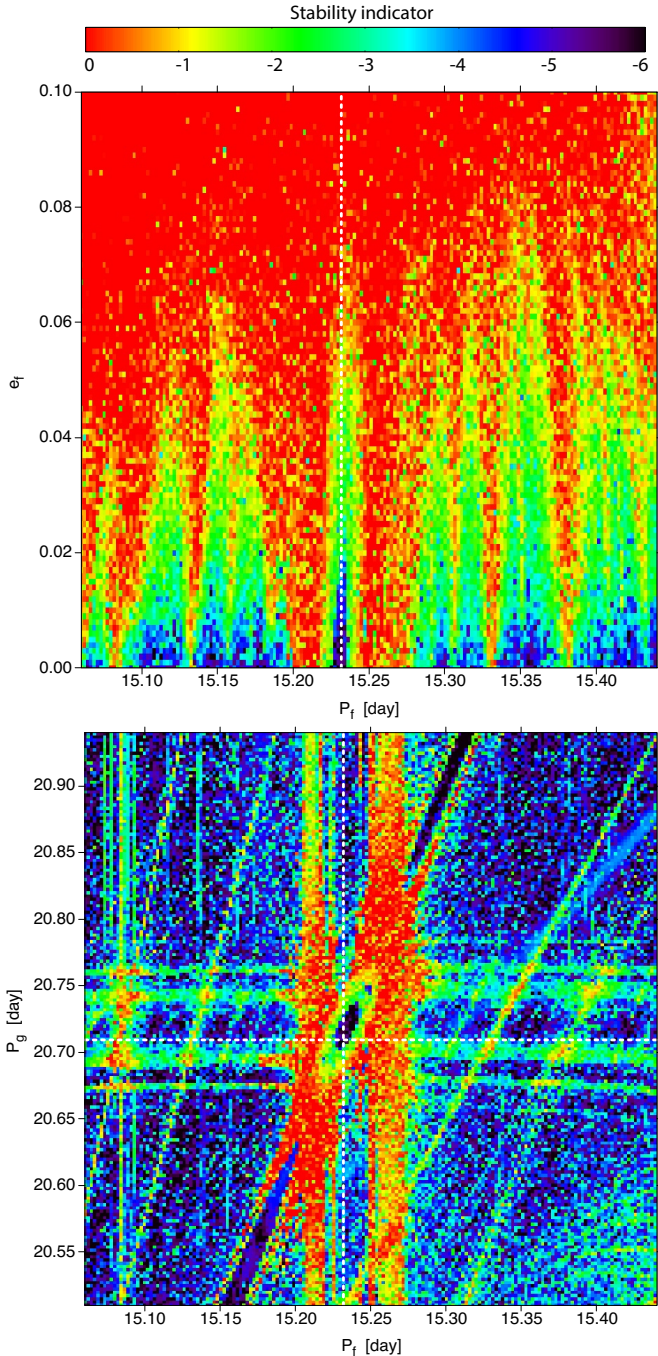 Stability indicator
0 -1 -2 -3 -4 -5 -6
0.10
0.08
0.06
e_f
0.04
0.02
0.00
15.10 15.15 15.20 15.25 15.30 15.35 15.40
P_f [day]
20.90
20.85
20.80
20.75
P_g [day]
20.70
20.65
20.60
20.55
15.10 15.20 15.20 15.25 15.30 15.35 15.40
P_f [day]